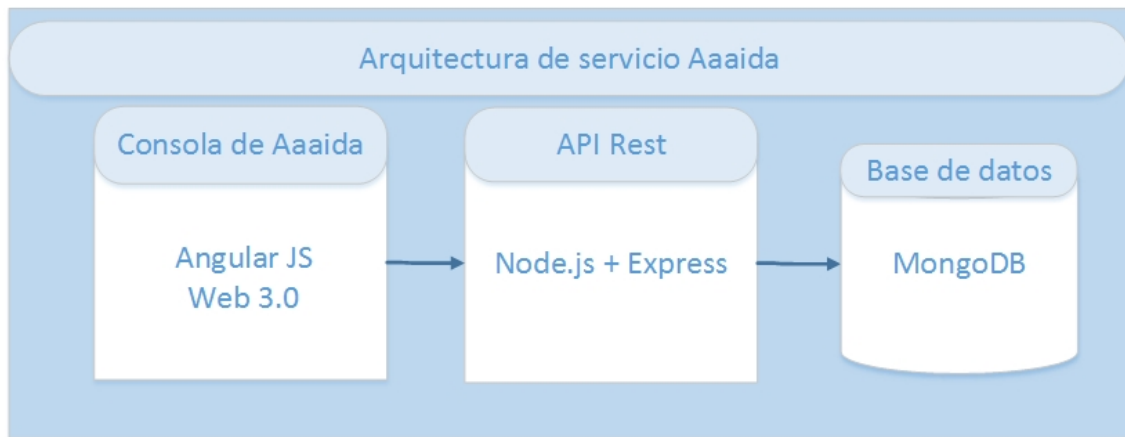 Arquitectura de servicio Aaaida
Consola de Aaaida
Angular JS
Web 3.0
API Rest
Node.js + Express
Base de datos
MongoDB